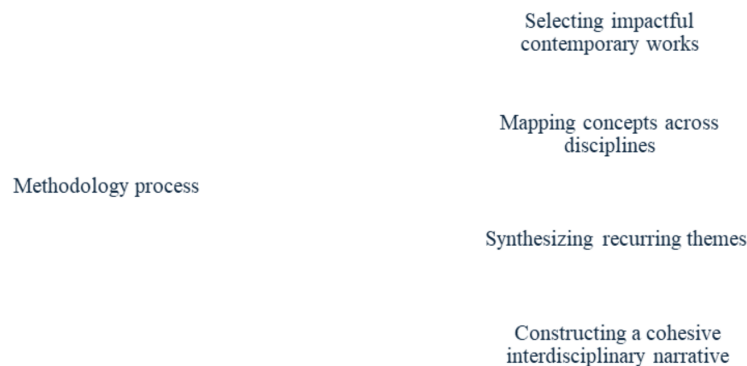 Selecting impactful
contemporary works
Mapping concepts across
disciplines
Methodology process
Synthesizing recurring themes
Constructing a cohesive
interdisciplinary narrative